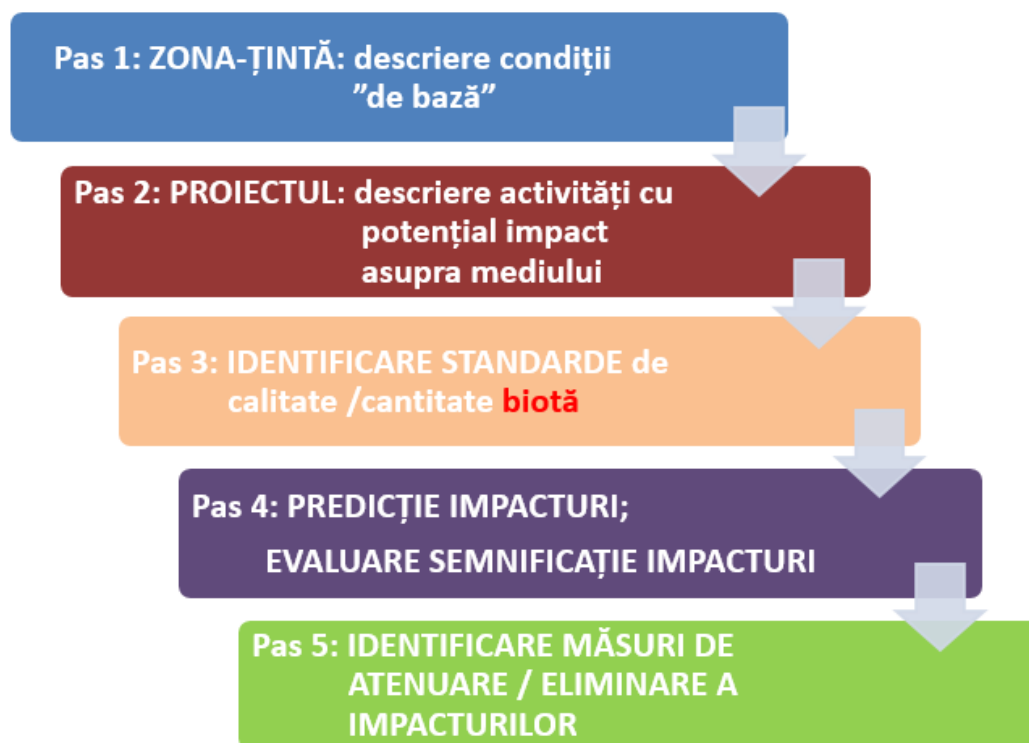 Pas 1: ZONA-ȚINTĂ: descriere condiții
”de bază”
Pas 2: PROIECTUL: descriere activități cu
potențial impact
asupra mediului
Pas 3: IDENTIFICARE STANDARDE de
calitate /cantitate biotă
Pas 4: PREDICȚIE IMPACTURI;
EVALUARE SEMNIFICAȚIE IMPACTURI
Pas 5: IDENTIFICARE MĂSURI DE
ATENUARE / ELIMINARE A
IMPACTURILOR